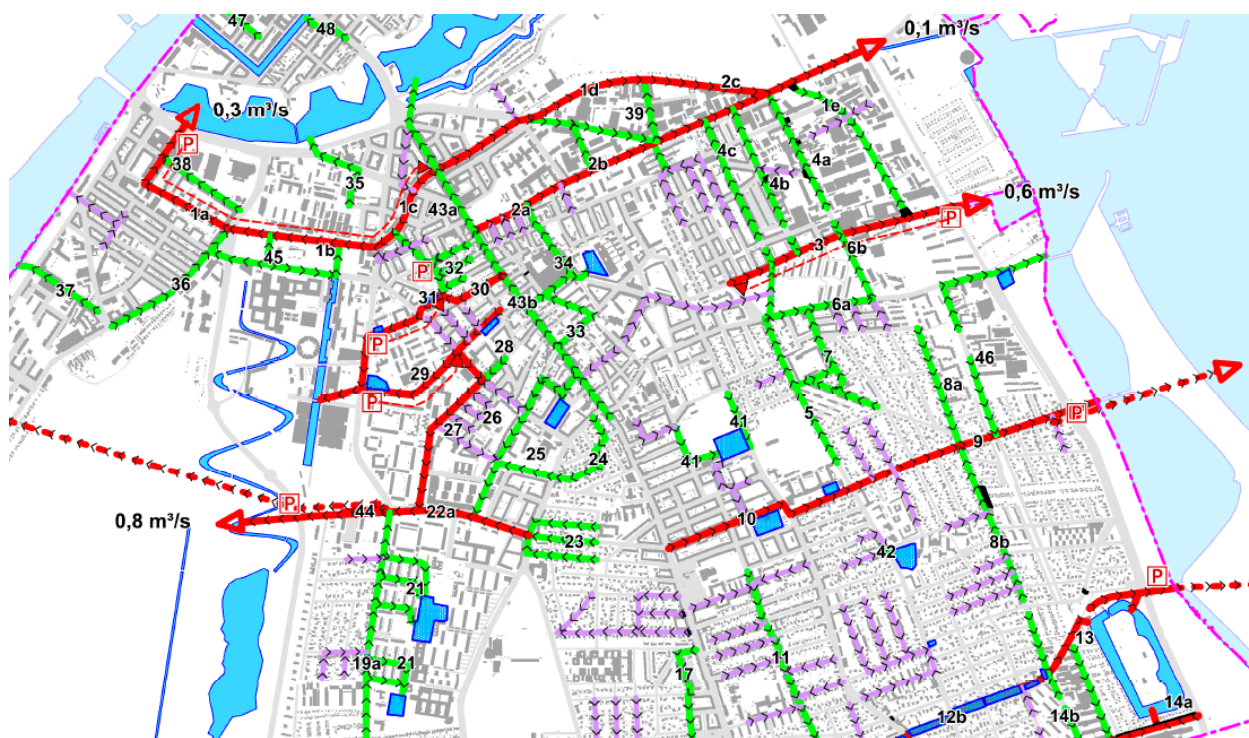 47
48
0,1 m³/s
1d
2c
0,3 m³/s
P
39
1e
38
35
2b
4c
4a
4b
1a
1c
43a
2a
0,6 m³/s
P
1b
45
3
6b
36
37
P
32
34
31
30
43b
6a
33
P
28
29
7
8a
46
P
26
27
5
41
P
9
25
24
41
P
44
22a
10
0,8 m³/s
23
42
8b
21
P
13
19a
21
17
11
12b
14b
14a